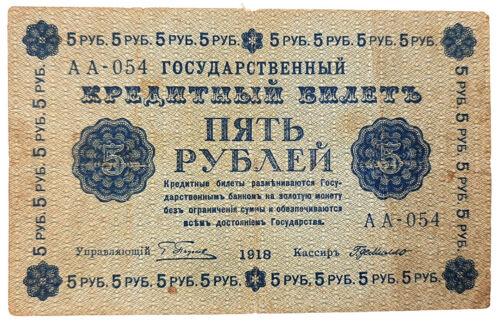 5 РУБ. 5 РУБ. 5 РУБ. 5 РУБ. 5 РУБ. 5 РУБ. 5 РУБ. 5 РУБ.
АА-054 ГОСУДАРСТВЕННЫЙ
КРЕДИТНЫЙ БИЛЕТЪ
5 ПЯТЬ 5
РУБЛЕЙ
Кредитные билеты размѣниваются Госу-
дарственнымъ банкомъ на золотую монету
безъ ограниченія суммы и обезпечиваются
всѣмъ достояніемъ Государства.
АА-054
Управляющій 1918 Кассиръ
5 РУБ. 5 РУБ. 5 РУБ. 5 РУБ. 5 РУБ. 5 РУБ. 5 РУБ. 5 РУБ.
5 РУБ. 5 РУБ. 5 РУБ. 5 РУБ. 5 РУБ.
5 РУБ. 5 РУБ. 5 РУБ. 5 РУБ. 5 РУБ.